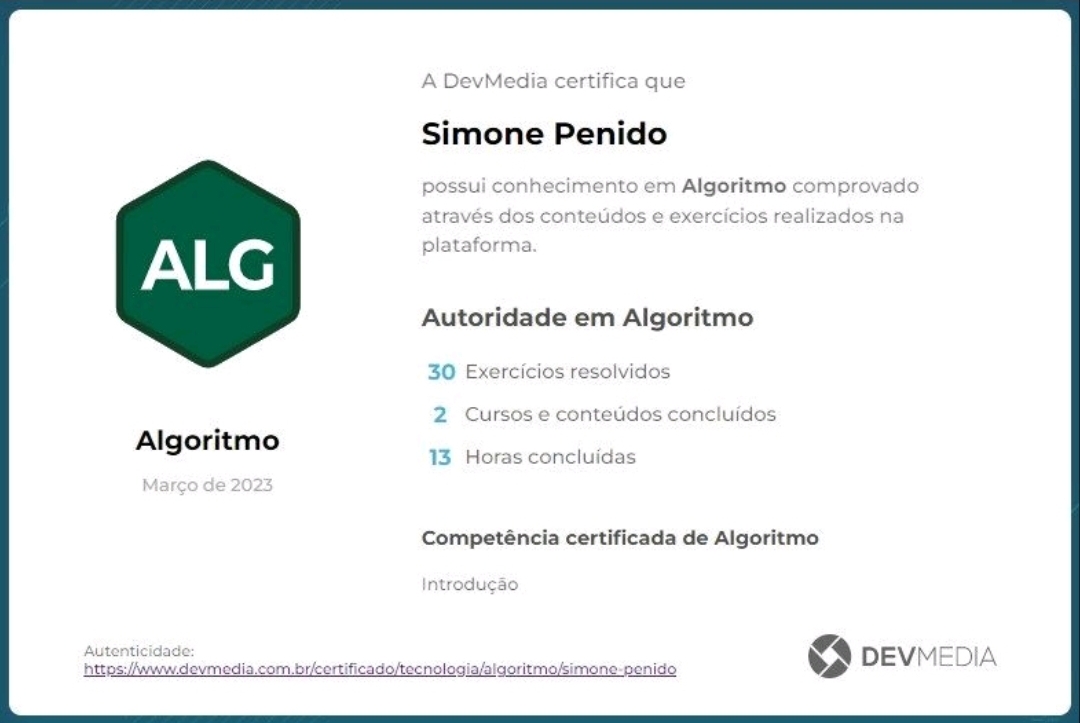 A DevMedia certifica que
Simone Penido
possui conhecimento em Algoritmo comprovado
através dos conteúdos e exercícios realizados na
plataforma.
ALG
Algoritmo
Março de 2023
Autoridade em Algoritmo
30 Exercícios resolvidos
2 Cursos e conteúdos concluídos
13 Horas concluídas
Competência certificada de Algoritmo
Introdução
Autenticidade:
https://www.devmedia.com.br/certificado/tecnologia/algoritmo/simone-penido
DEVMEDIA